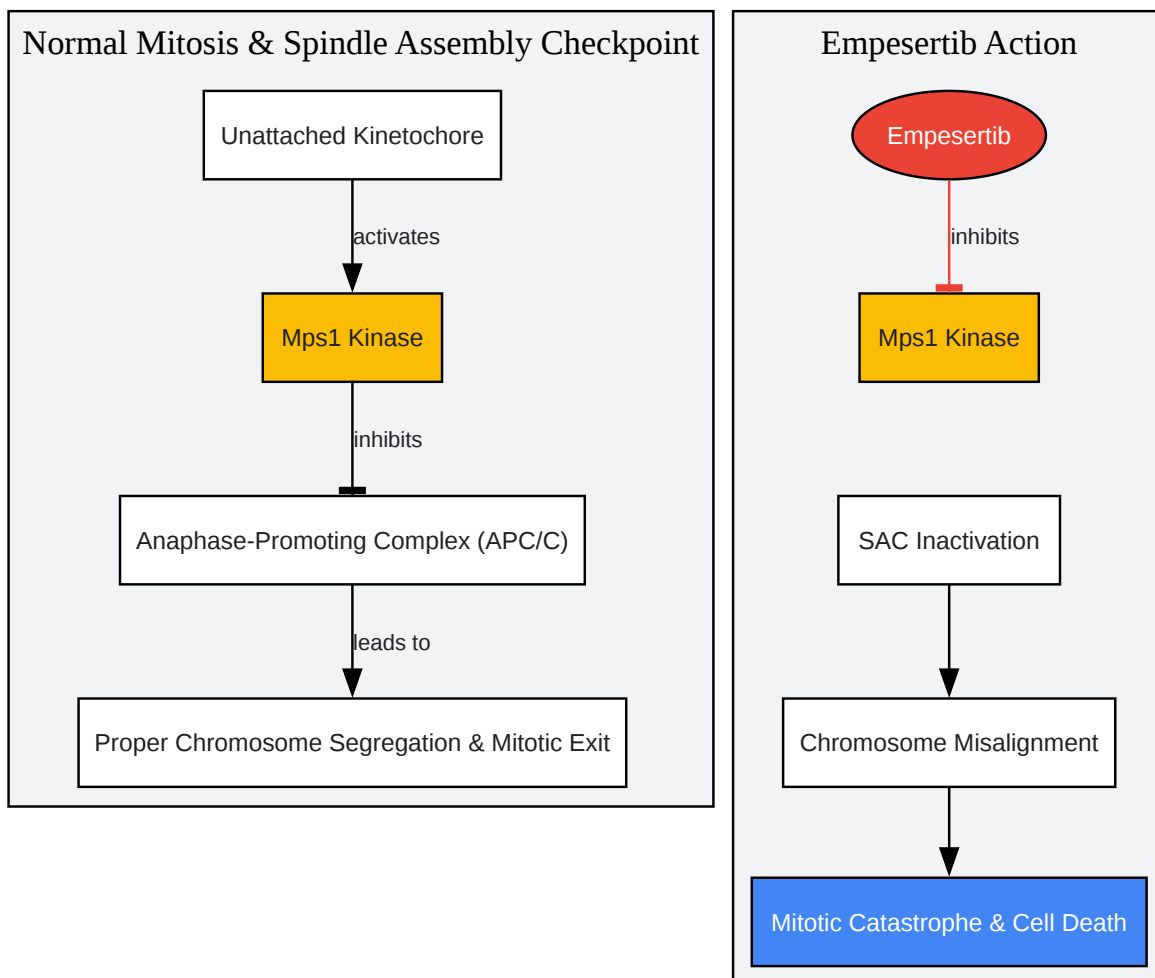 Normal Mitosis & Spindle Assembly Checkpoint
Unattached Kinetochore
activates
Mps1 Kinase
inhibits
Anaphase-Promoting Complex (APC/C)
leads to
Proper Chromosome Segregation & Mitotic Exit
Empesertib Action
Empesertib
inhibits
Mps1 Kinase
SAC Inactivation
Chromosome Misalignment
Mitotic Catastrophe & Cell Death